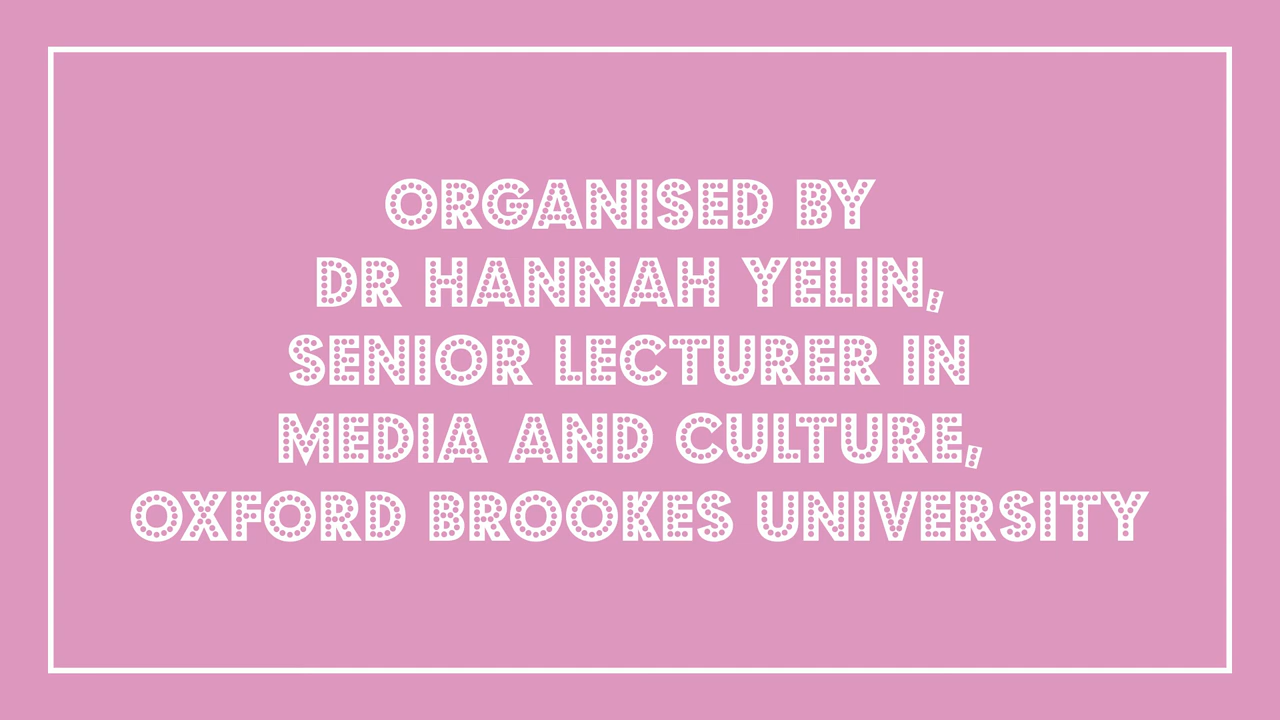 ORGANISED BY
DR HANNAH YELIN,
SENIOR LECTURER IN
MEDIA AND CULTURE,
OXFORD BROOKES UNIVERSITY